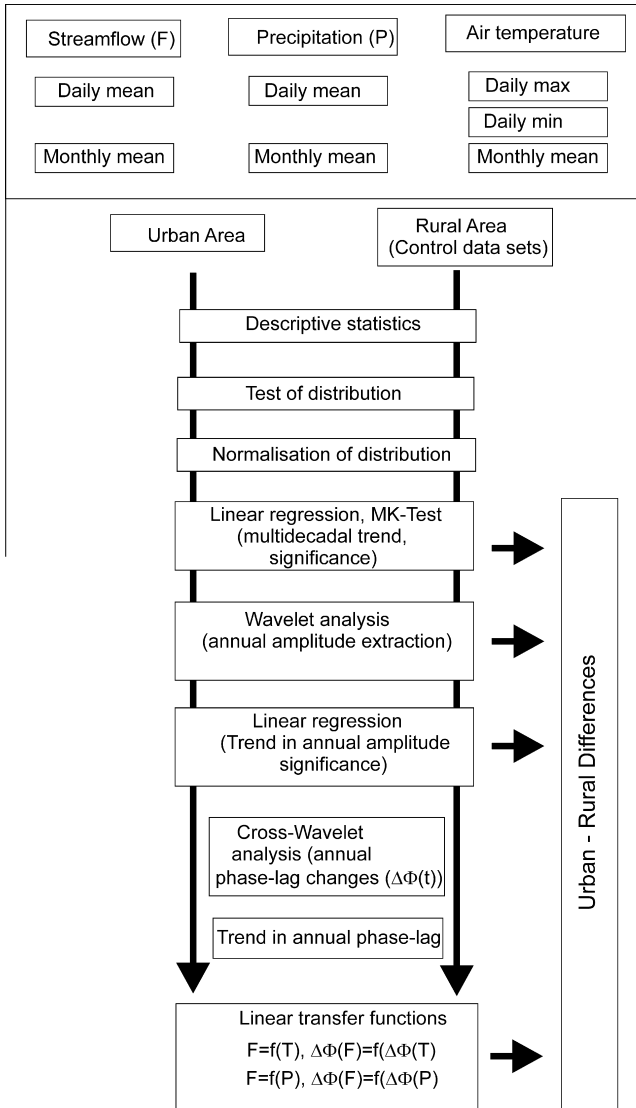 Streamflow (F)
Precipitation (P)
Air temperature
Daily mean
Daily mean
Daily max
Daily min
Monthly mean
Monthly mean
Monthly mean
Urban Area
Rural Area
(Control data sets)
Descriptive statistics
Test of distribution
Normalisation of distribution
Linear regression, MK-Test
(multidecadal trend,
significance)
Wavelet analysis
(annual amplitude extraction)
Linear regression
(Trend in annual amplitude
significance)
Cross-Wavelet
analysis (annual
phase-lag changes (ΔΦ(t))
Trend in annual phase-lag
Linear transfer functions
F=f(T), ΔΦ(F)=f(ΔΦ(T)
F=f(P), ΔΦ(F)=f(ΔΦ(P)
Urban - Rural Differences